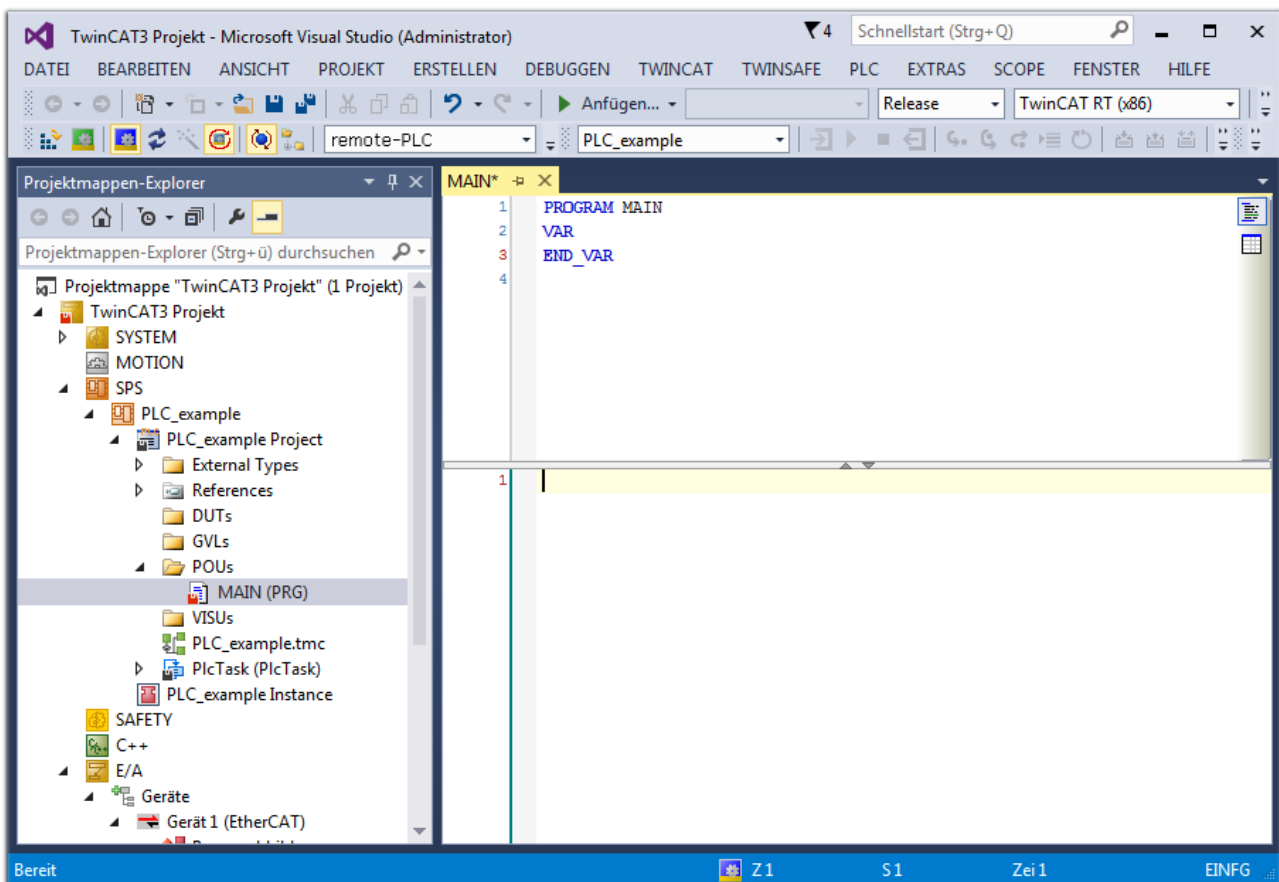 TwinCAT3 Projekt - Microsoft Visual Studio (Administrator) 4 Schnellstart (Strg+Q)
DATEI BEARBEITEN ANSICHT PROJEKT ERSTELLEN DEBUGGEN TWINCAT TWINSAFE PLC EXTRAS SCOPE FENSTER HILFE
Anfügen... Release TwinCAT RT (x86)
remote-PLC PLC_example
Projektmappen-Explorer
Projektmappen-Explorer (Strg+ü) durchsuchen
Projektmappe "TwinCAT3 Projekt" (1 Projekt)
TwinCAT3 Projekt
SYSTEM
MOTION
SPS
PLC_example
PLC_example Project
External Types
References
DUTs
GVLs
POUs
MAIN (PRG)
VISUs
PLC_example.tmc
PlcTask (PlcTask)
PLC_example Instance
SAFETY
C++
E/A
Geräte
Gerät 1 (EtherCAT)
MAIN*
1 PROGRAM MAIN
2 VAR
3 END_VAR
4
1
Bereit Z 1 S 1 Zei 1 EINFG